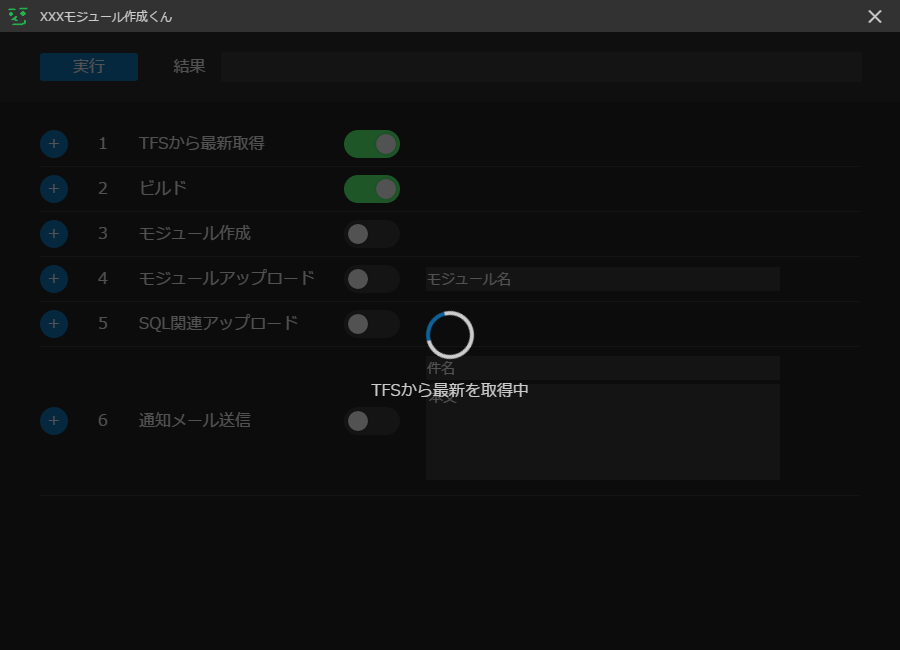 XXXモジュール作成くん
実行 結果
+ 1 TFSから最新取得
+ 2 ビルド
+ 3 モジュール作成
+ 4 モジュールアップロード モジュール名
+ 5 SQL関連アップロード
件名
TFSから最新を取得中
本文
+ 6 通知メール送信